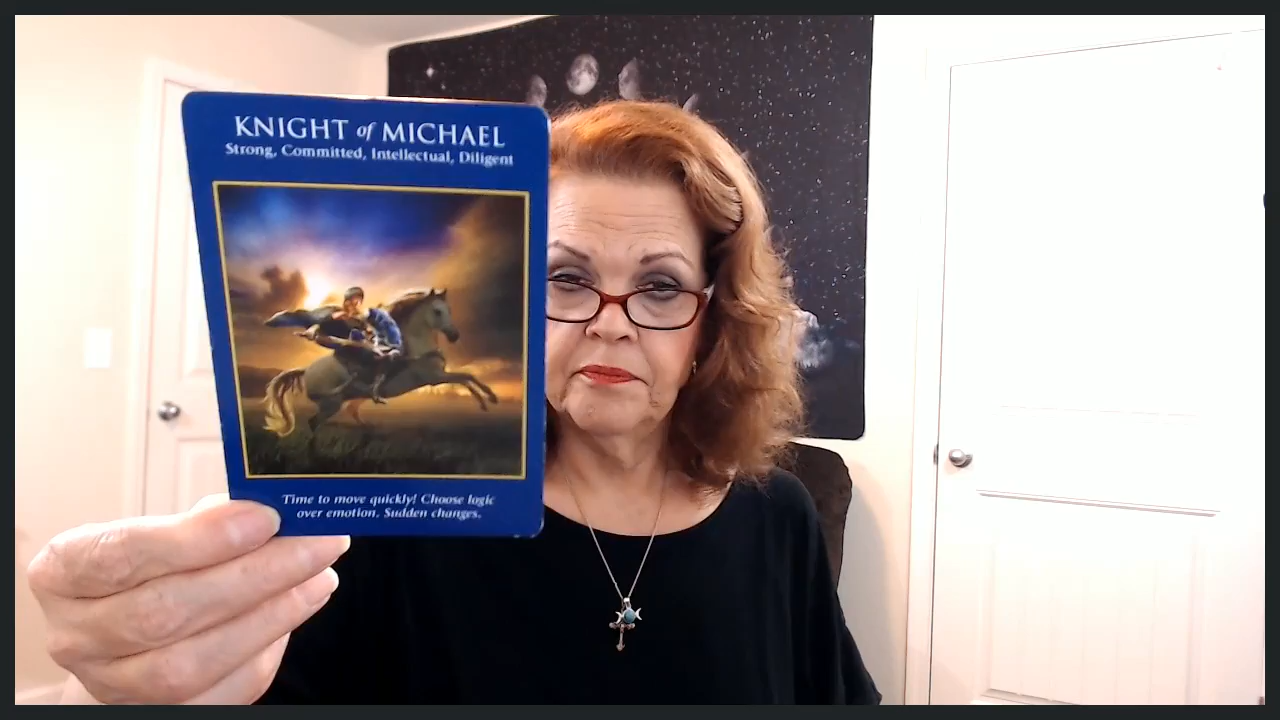 KNIGHT of MICHAEL
Strong, Committed, Intellectual, Diligent
Time to move quickly! Choose logic
over emotion. Sudden changes.